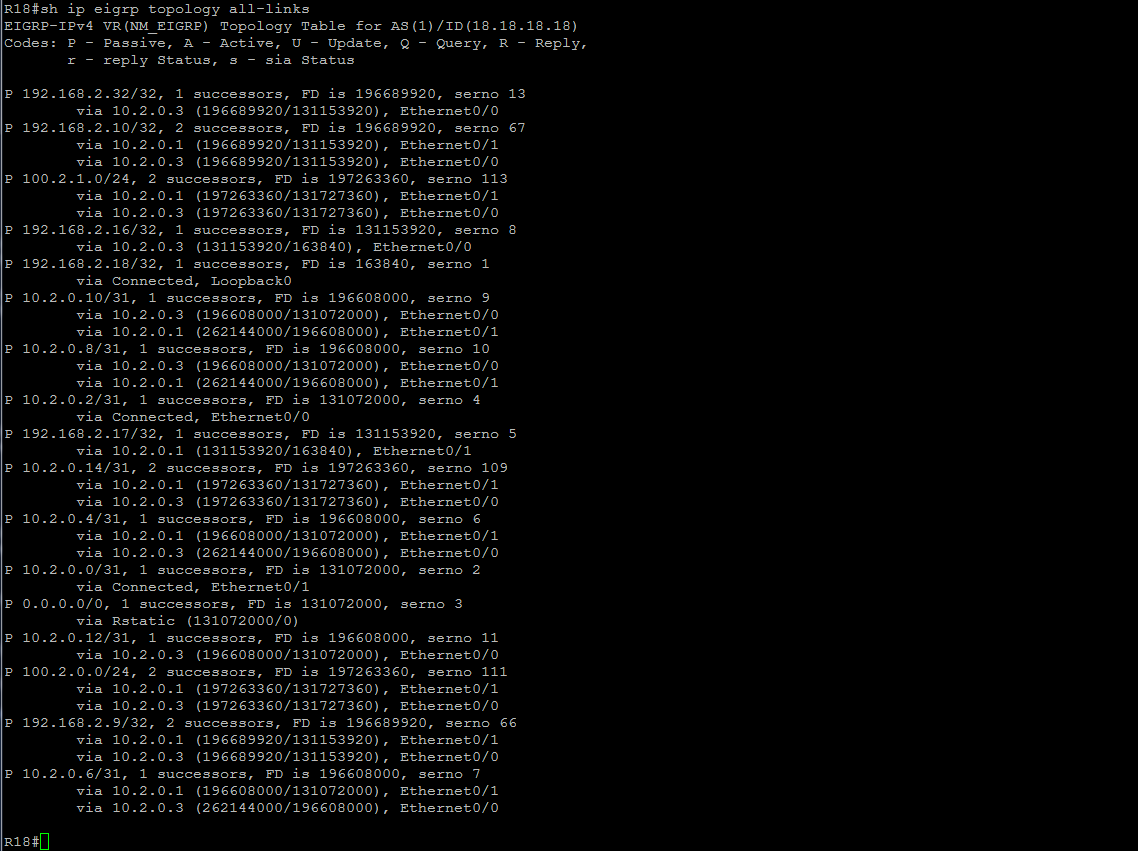 R18#sh ip eigrp topology all-links
EIGRP-IPv4 VR(NM_EIGRP) Topology Table for AS(1)/ID(18.18.18.18)
Codes: P - Passive, A - Active, U - Update, Q - Query, R - Reply,
       r - reply Status, s - sia Status

P 192.168.2.32/32, 1 successors, FD is 196689920, serno 13
        via 10.2.0.3 (196689920/131153920), Ethernet0/0
P 192.168.2.10/32, 2 successors, FD is 196689920, serno 67
        via 10.2.0.1 (196689920/131153920), Ethernet0/1
        via 10.2.0.3 (196689920/131153920), Ethernet0/0
P 100.2.1.0/24, 2 successors, FD is 197263360, serno 113
        via 10.2.0.1 (197263360/131727360), Ethernet0/1
        via 10.2.0.3 (197263360/131727360), Ethernet0/0
P 192.168.2.16/32, 1 successors, FD is 131153920, serno 8
        via 10.2.0.3 (131153920/163840), Ethernet0/0
P 192.168.2.18/32, 1 successors, FD is 163840, serno 1
        via Connected, Loopback0
P 10.2.0.10/31, 1 successors, FD is 196608000, serno 9
        via 10.2.0.3 (196608000/131072000), Ethernet0/0
        via 10.2.0.1 (262144000/196608000), Ethernet0/1
P 10.2.0.8/31, 1 successors, FD is 196608000, serno 10
        via 10.2.0.3 (196608000/131072000), Ethernet0/0
        via 10.2.0.1 (262144000/196608000), Ethernet0/1
P 10.2.0.2/31, 1 successors, FD is 131072000, serno 4
        via Connected, Ethernet0/0
P 192.168.2.17/32, 1 successors, FD is 131153920, serno 5
        via 10.2.0.1 (131153920/163840), Ethernet0/1
P 10.2.0.14/31, 2 successors, FD is 197263360, serno 109
        via 10.2.0.1 (197263360/131727360), Ethernet0/1
        via 10.2.0.3 (197263360/131727360), Ethernet0/0
P 10.2.0.4/31, 1 successors, FD is 196608000, serno 6
        via 10.2.0.1 (196608000/131072000), Ethernet0/1
        via 10.2.0.3 (262144000/196608000), Ethernet0/0
P 10.2.0.0/31, 1 successors, FD is 131072000, serno 2
        via Connected, Ethernet0/1
P 0.0.0.0/0, 1 successors, FD is 131072000, serno 3
        via Rstatic (131072000/0)
P 10.2.0.12/31, 1 successors, FD is 196608000, serno 11
        via 10.2.0.3 (196608000/131072000), Ethernet0/0
P 100.2.0.0/24, 2 successors, FD is 197263360, serno 111
        via 10.2.0.1 (197263360/131727360), Ethernet0/1
        via 10.2.0.3 (197263360/131727360), Ethernet0/0
P 192.168.2.9/32, 2 successors, FD is 196689920, serno 66
        via 10.2.0.1 (196689920/131153920), Ethernet0/1
        via 10.2.0.3 (196689920/131153920), Ethernet0/0
P 10.2.0.6/31, 1 successors, FD is 196608000, serno 7
        via 10.2.0.1 (196608000/131072000), Ethernet0/1
        via 10.2.0.3 (262144000/196608000), Ethernet0/0

R18#